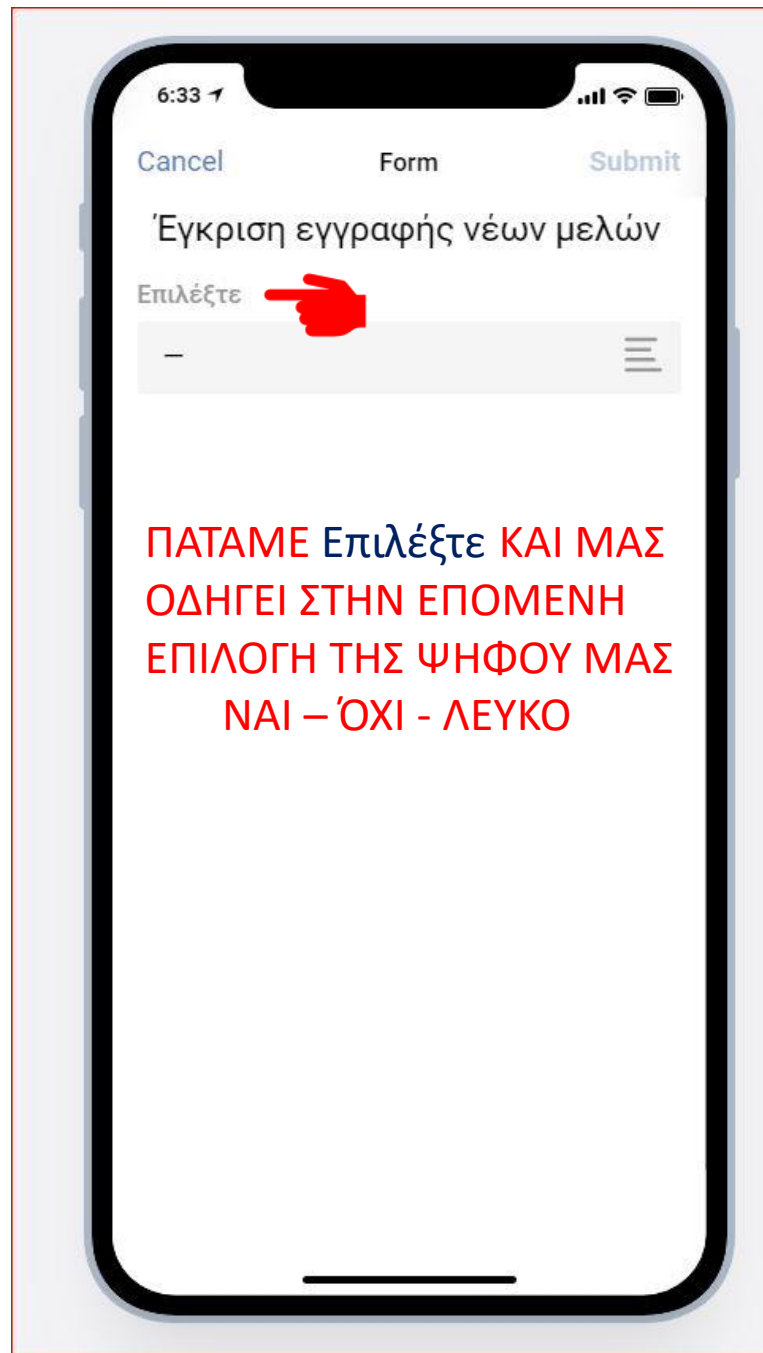 6:33
Cancel Form Submit
Έγκριση εγγραφής νέων μελών
Επιλέξτε
–
ΠΑΤΑΜΕ Επιλέξτε ΚΑΙ ΜΑΣ
ΟΔΗΓΕΙ ΣΤΗΝ ΕΠΟΜΕΝΗ
ΕΠΙΛΟΓΗ ΤΗΣ ΨΗΦΟΥ ΜΑΣ
ΝΑΙ – ΌΧΙ - ΛΕΥΚΟ